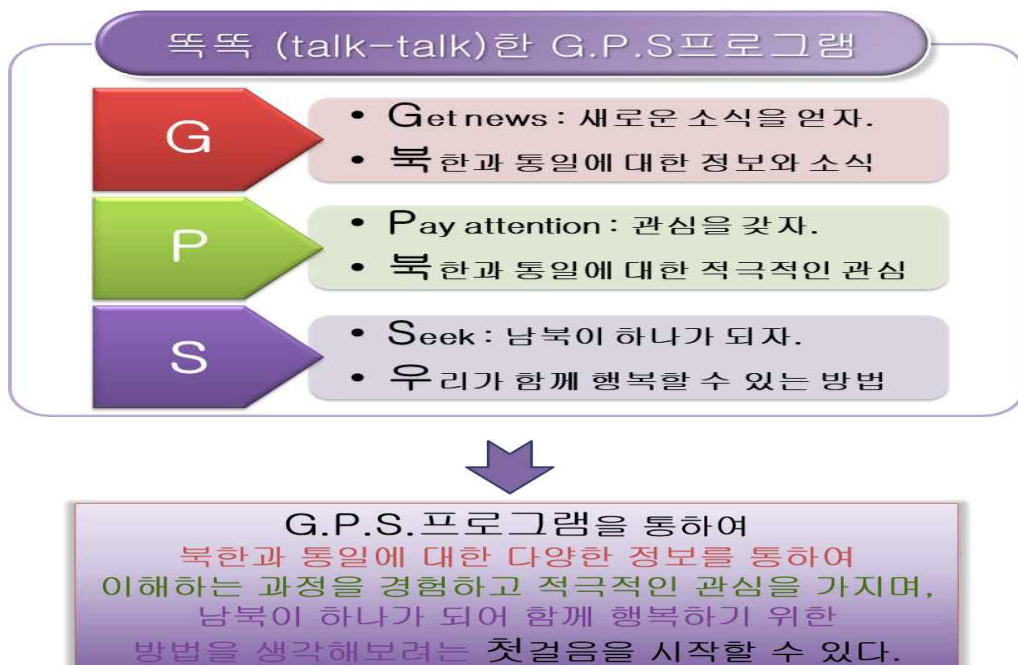 똑똑 (talk-talk)한 G.P.S프로그램
G
• Get news : 새로운 소식을 얻자.
• 북한과 통일에 대한 정보와 소식
P
• Pay attention : 관심을 갖자.
• 북한과 통일에 대한 적극적인 관심
S
• Seek : 남북이 하나가 되자.
• 우리가 함께 행복할 수 있는 방법
G.P.S.프로그램을 통하여
북한과 통일에 대한 다양한 정보를 통하여
이해하는 과정을 경험하고 적극적인 관심을 가지며,
남북이 하나가 되어 함께 행복하기 위한
방법을 생각해보려는 첫걸음을 시작할 수 있다.